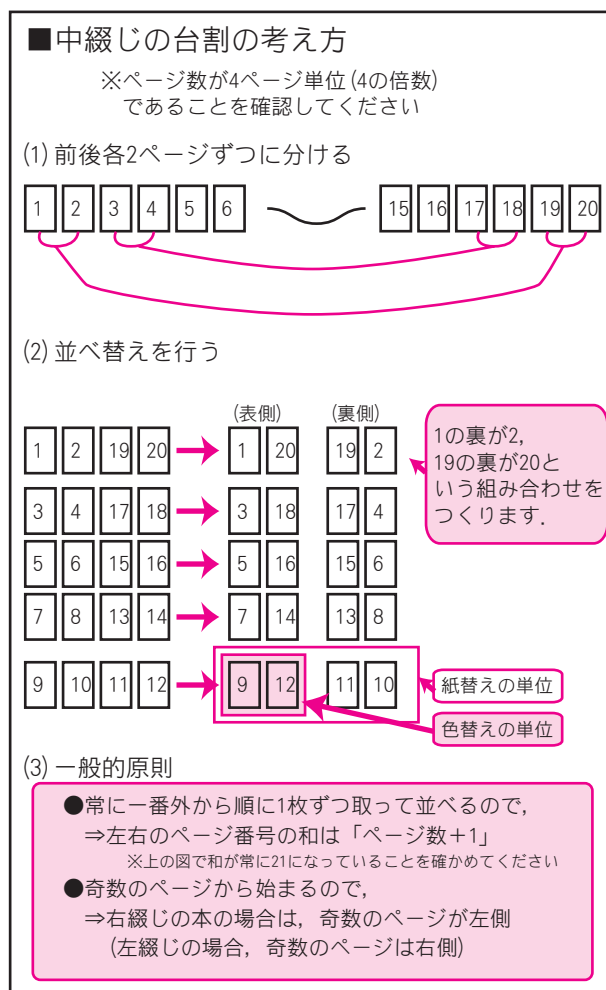 ■中綴じの台割の考え方
※ページ数が4ページ単位(4の倍数)
であることを確認してください
(1) 前後各2ページずつに分ける
1 2 3 4 5 6 15 16 17 18 19 20
(2) 並べ替えを行う
(表側) (裏側)
1 2 19 20 1 20 19 2
3 4 17 18 3 18 17 4
5 6 15 16 5 16 15 6
7 8 13 14 7 14 13 8
9 10 11 12 9 12 11 10
1の裏が2,
19の裏が20と
いう組み合わせを
つくります.
紙替えの単位
色替えの単位
(3) 一般的原則
●常に一番外から順に1枚ずつ取って並べるので,
⇒左右のページ番号の和は「ページ数+1」
※上の図で和が常に21になっていることを確かめてください
●奇数のページから始まるので,
⇒右綴じの本の場合は, 奇数のページが左側
(左綴じの場合, 奇数のページは右側)